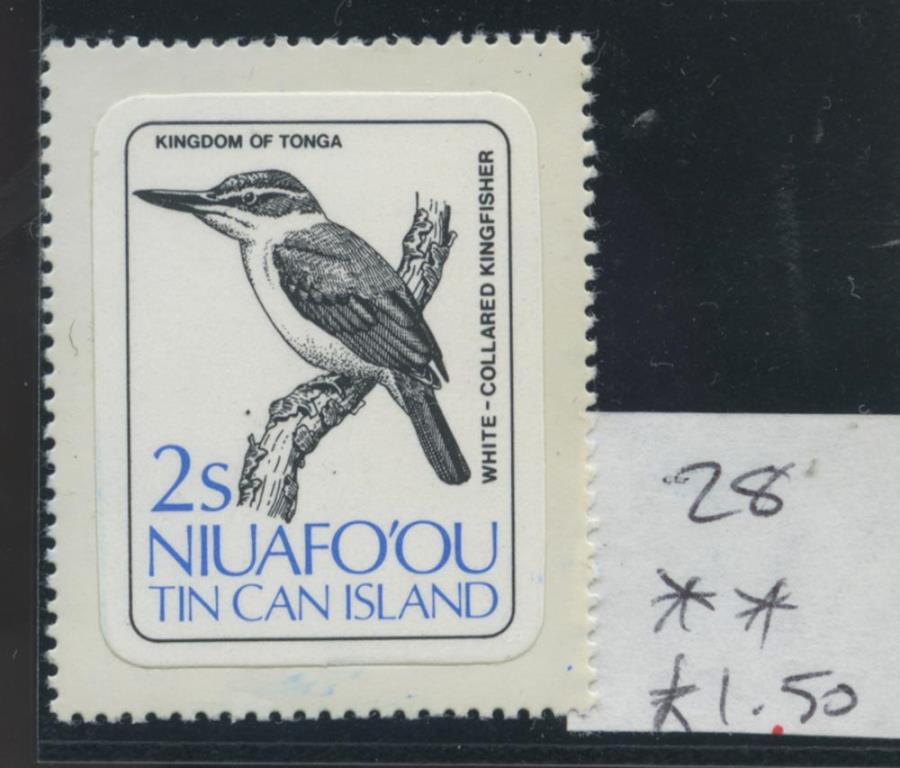 KINGDOM OF TONGA
WHITE-COLLARED KINGFISHER
2s
NIUAFO'OU
TIN CAN ISLAND
28
**
£1.50